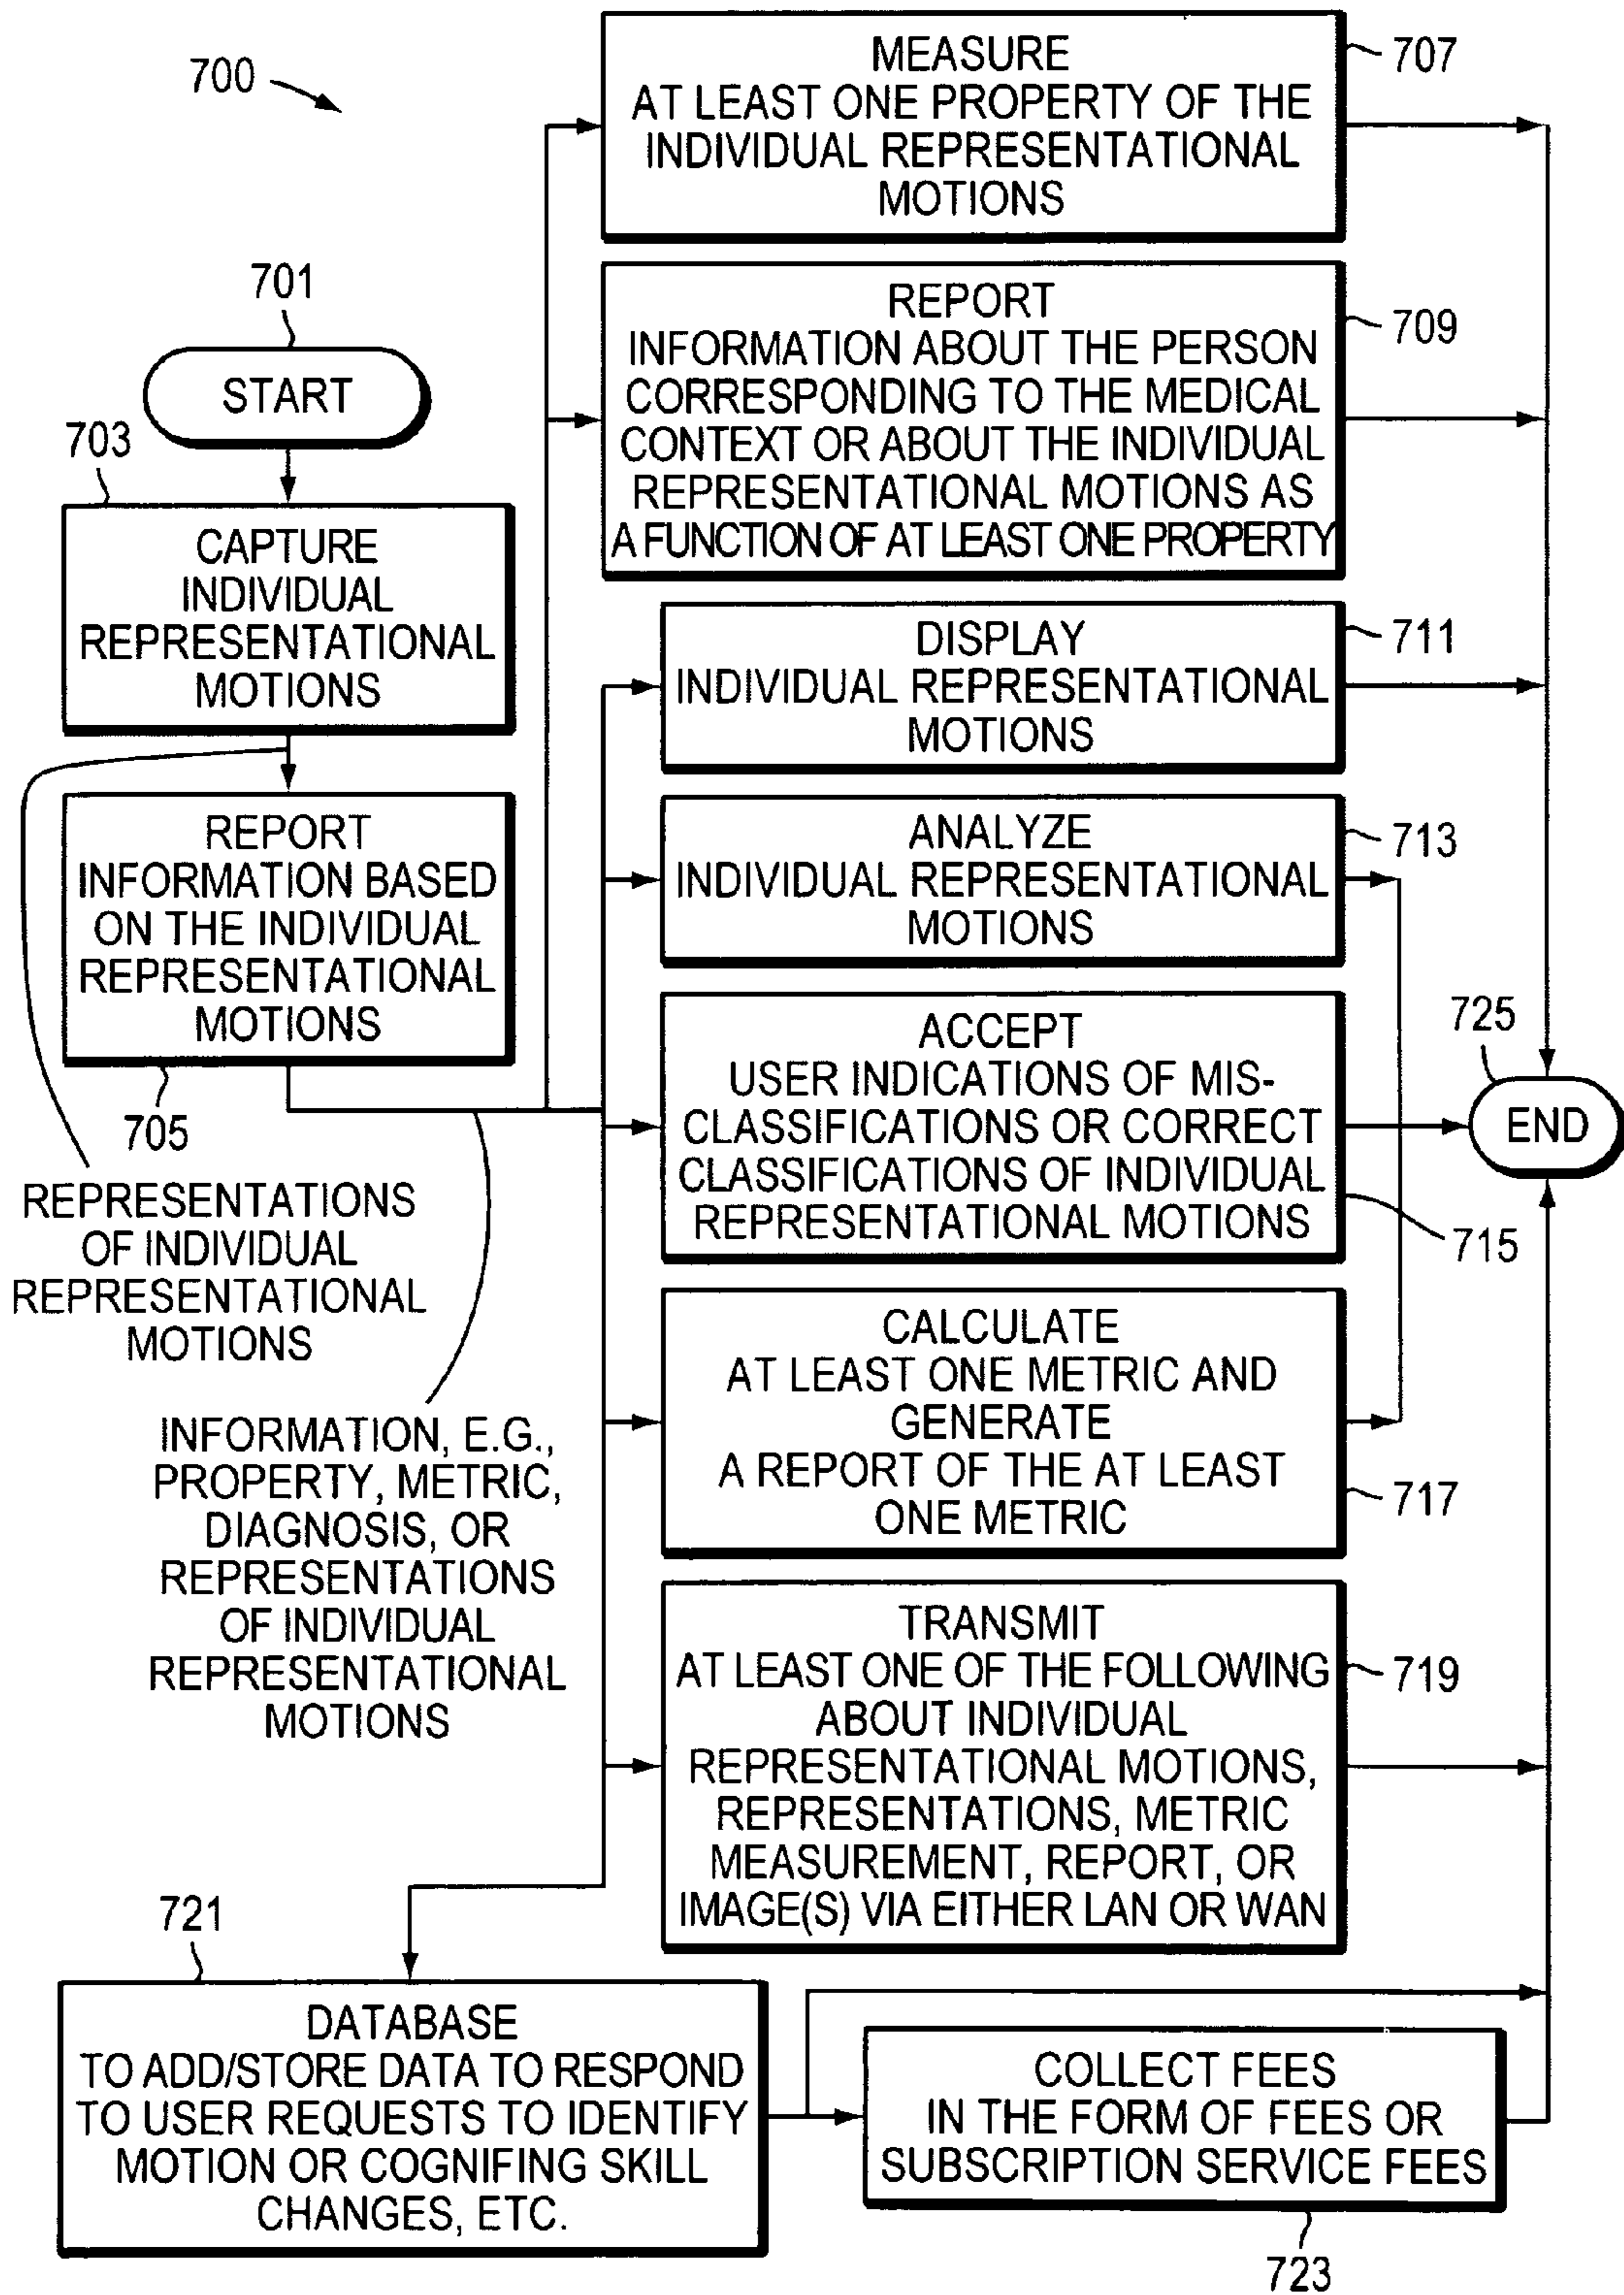 700
701
START
703
CAPTURE
INDIVIDUAL
REPRESENTATIONAL
MOTIONS
REPORT
INFORMATION BASED
ON THE INDIVIDUAL
REPRESENTATIONAL
MOTIONS
705
REPRESENTATIONS
OF INDIVIDUAL
REPRESENTATIONAL
MOTIONS
INFORMATION, E.G.,
PROPERTY, METRIC,
DIAGNOSIS, OR
REPRESENTATIONS
OF INDIVIDUAL
REPRESENTATIONAL
MOTIONS
MEASURE
AT LEAST ONE PROPERTY OF THE
INDIVIDUAL REPRESENTATIONAL
MOTIONS
707
REPORT
INFORMATION ABOUT THE PERSON
CORRESPONDING TO THE MEDICAL
CONTEXT OR ABOUT THE INDIVIDUAL
REPRESENTATIONAL MOTIONS AS
A FUNCTION OF AT LEAST ONE PROPERTY
709
DISPLAY
INDIVIDUAL REPRESENTATIONAL
MOTIONS
711
ANALYZE
INDIVIDUAL REPRESENTATIONAL
MOTIONS
713
ACCEPT
USER INDICATIONS OF MIS-
CLASSIFICATIONS OR CORRECT
CLASSIFICATIONS OF INDIVIDUAL
REPRESENTATIONAL MOTIONS
715
CALCULATE
AT LEAST ONE METRIC AND
GENERATE
A REPORT OF THE AT LEAST
ONE METRIC
717
TRANSMIT
AT LEAST ONE OF THE FOLLOWING
ABOUT INDIVIDUAL
REPRESENTATIONAL MOTIONS,
REPRESENTATIONS, METRIC
MEASUREMENT, REPORT, OR
IMAGE(S) VIA EITHER LAN OR WAN
719
721
DATABASE
TO ADD/STORE DATA TO RESPOND
TO USER REQUESTS TO IDENTIFY
MOTION OR COGNIFING SKILL
CHANGES, ETC.
COLLECT FEES
IN THE FORM OF FEES OR
SUBSCRIPTION SERVICE FEES
723
725
END